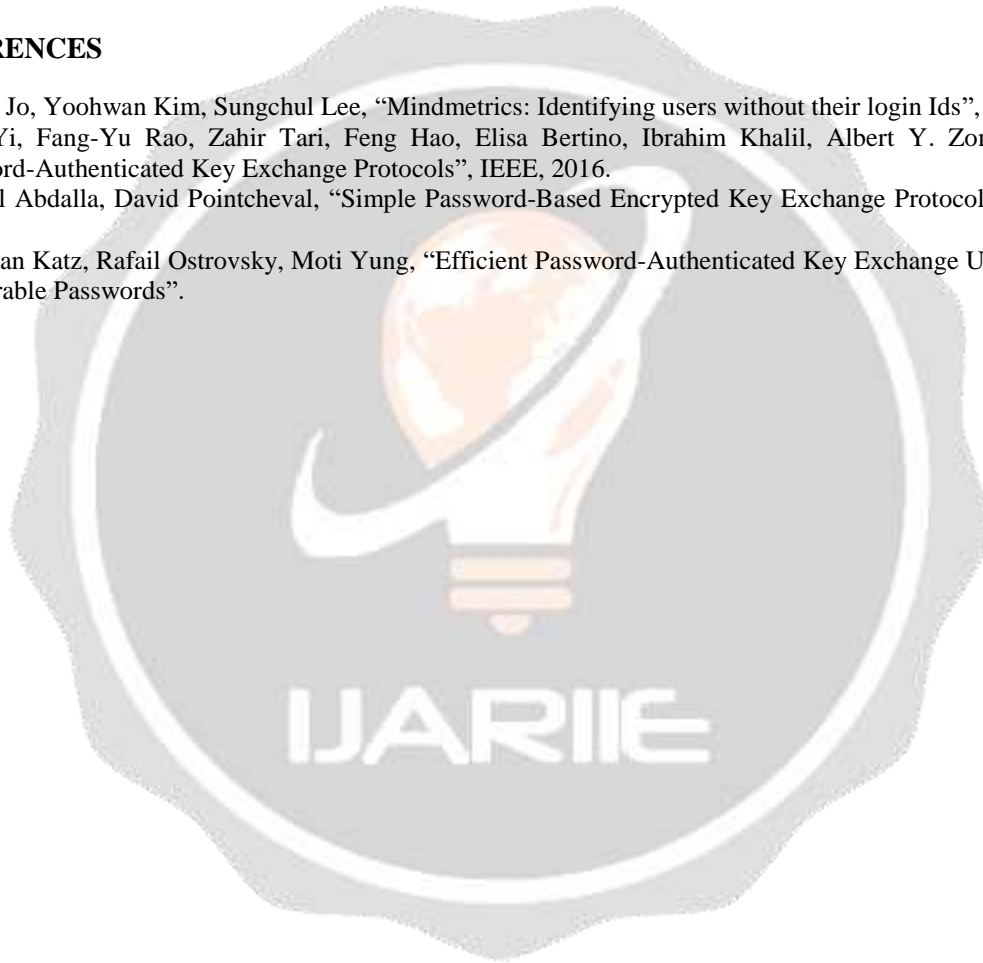 RENCES
Jo, Yoohwan Kim, Sungchul Lee, “Mindmetrics: Identifying users without their login Ids”,
Yi, Fang-Yu Rao, Zahir Tari, Feng Hao, Elisa Bertino, Ibrahim Khalil, Albert Y. Zor
ord-Authenticated Key Exchange Protocols”, IEEE, 2016.
l Abdalla, David Pointcheval, “Simple Password-Based Encrypted Key Exchange Protocol
an Katz, Rafail Ostrovsky, Moti Yung, “Efficient Password-Authenticated Key Exchange U
rable Passwords”.
IJARIIE